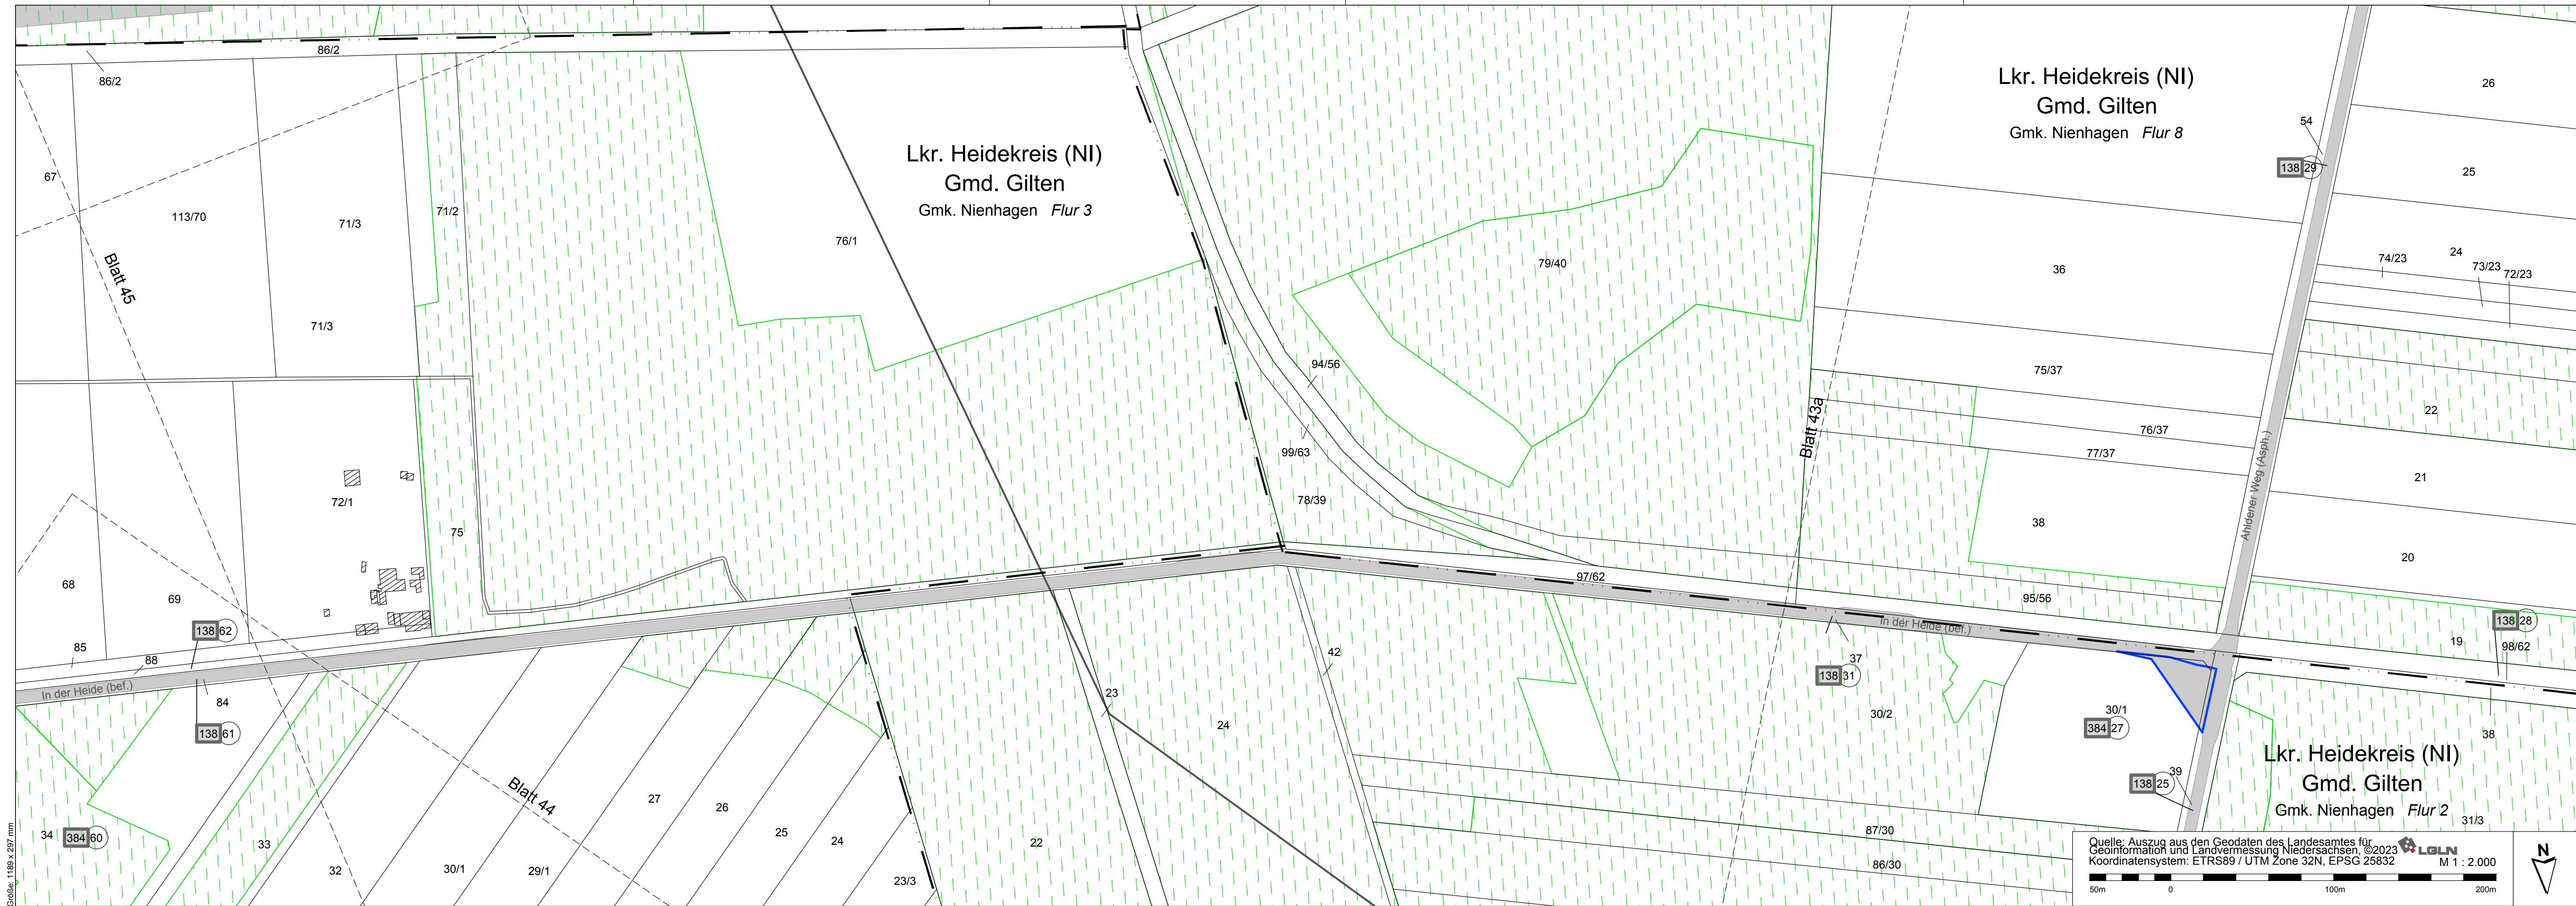 86/2
86/2
67
113/70
71/3
71/2
76/1
Lkr. Heidekreis (NI)
Gmd. Gilten
Gmk. Nienhagen Flur 3
Lkr. Heidekreis (NI)
Gmd. Gilten
Gmk. Nienhagen Flur 8
54
138 29
26
25
24
74/23
73/23
72/23
79/40
36
Blatt 45
71/3
94/56
75/37
22
76/37
77/37
Blatt 43a
Ahldener Weg (Asph.)
99/63
21
72/1
78/39
38
75
20
97/62
95/56
68
69
138 62
In der Heide (bef.)
138 28
19
98/62
85
88
42
37
138 31
In der Heide (bef.)
84
23
24
30/2
30/1
384 27
138 61
38
Lkr. Heidekreis (NI)
Gmd. Gilten
Gmk. Nienhagen Flur 2
39
138 25
Blatt 44
27
26
25
24
34
384 60
33
32
30/1
29/1
23/3
22
87/30
86/30
31/3
Quelle: Auszug aus den Geodaten des Landesamtes für
Geoinformation und Landvermessung Niedersachsen, ©2023
LGLN
Koordinatensystem: ETRS89 / UTM Zone 32N, EPSG 25832
M 1 : 2.000
50m 0 100m 200m
N
Größe: 1189 x 297 mm